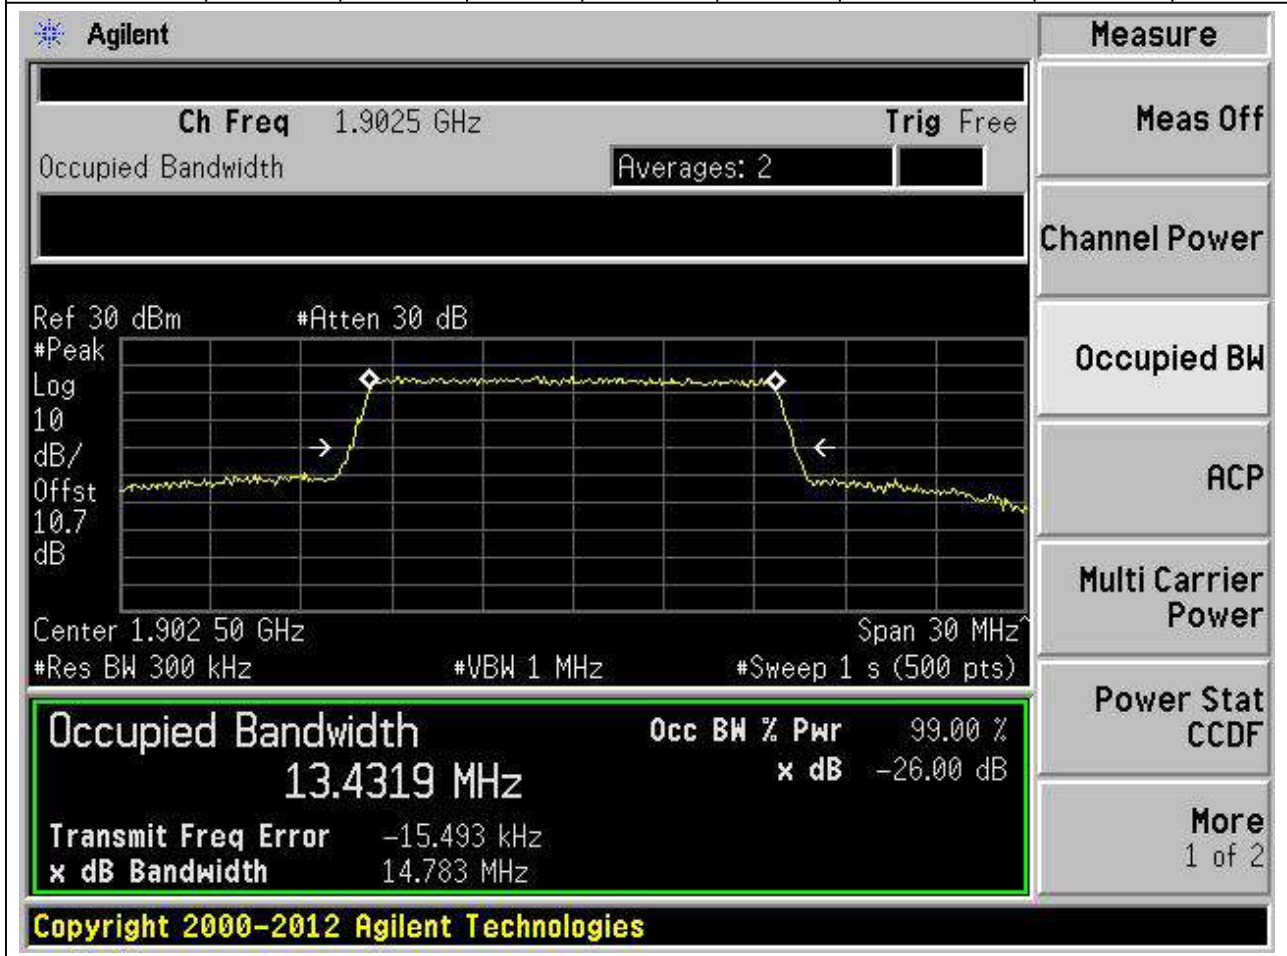 Agilent
Measure
Ch Freq 1.9025 GHz Trig Free
Occupied Bandwidth Averages: 2
Meas Off
Channel Power
Occupied BW
ACP
Multi Carrier
Power
Power Stat
CCDF
More
1 of 2
Ref 30 dBm #Atten 30 dB
#Peak
Log
10
dB/
Offst
10.7
dB
Center 1.902 50 GHz Span 30 MHz^
#Res BW 300 kHz #VBW 1 MHz #Sweep 1 s (500 pts)
Occupied Bandwidth Occ BW % Pwr 99.00 %
13.4319 MHz x dB -26.00 dB
Transmit Freq Error -15.493 kHz
x dB Bandwidth 14.783 MHz
Copyright 2000-2012 Agilent Technologies